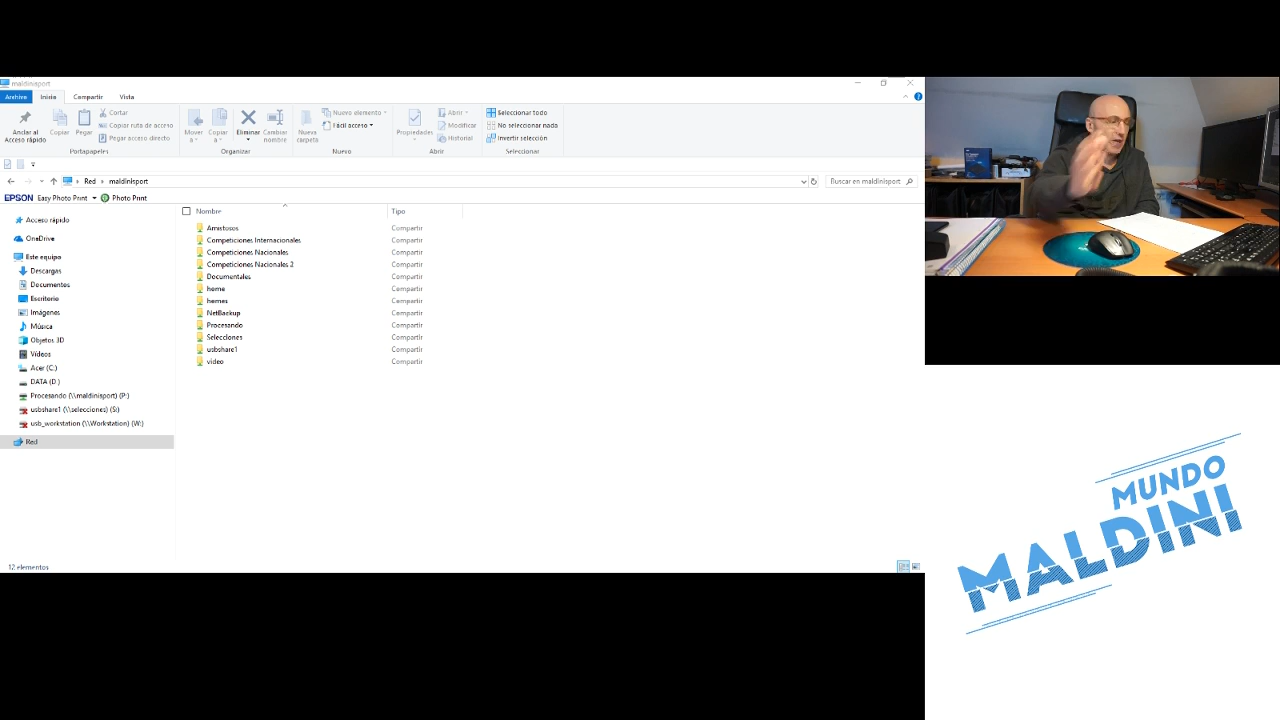 maldinisport
Archivo Inicio Compartir Vista
Anclar al Acceso rápido
Copiar
Pegar
Cortar
Copiar ruta de acceso
Pegar acceso directo
Portapapeles
Mover a
Copiar a
Eliminar
Cambiar nombre
Organizar
Nueva carpeta
Nuevo elemento
Fácil acceso
Nuevo
Propiedades
Abrir
Modificar
Historial
Abrir
Seleccionar todo
No seleccionar nada
Invertir selección
Seleccionar
Red > maldinisport
Buscar en maldinisport
EPSON Easy Photo Print Photo Print
Nombre Tipo
Acceso rápido
OneDrive
Este equipo
Descargas
Documentos
Escritorio
Imágenes
Música
Objetos 3D
Vídeos
Acer (C:)
DATA (D:)
Procesando (\\maldinisport) (P:)
usbshare1 (\\selecciones) (S:)
usb_workstation (\\Workstation) (W:)
Red
Amistosos Compartir
Competiciones Internacionales Compartir
Competiciones Nacionales Compartir
Competiciones Nacionales 2 Compartir
Documentales Compartir
home Compartir
homes Compartir
NetBackup Compartir
Procesando Compartir
Selecciones Compartir
usbshare1 Compartir
video Compartir
12 elementos
MUNDO
MALDINI